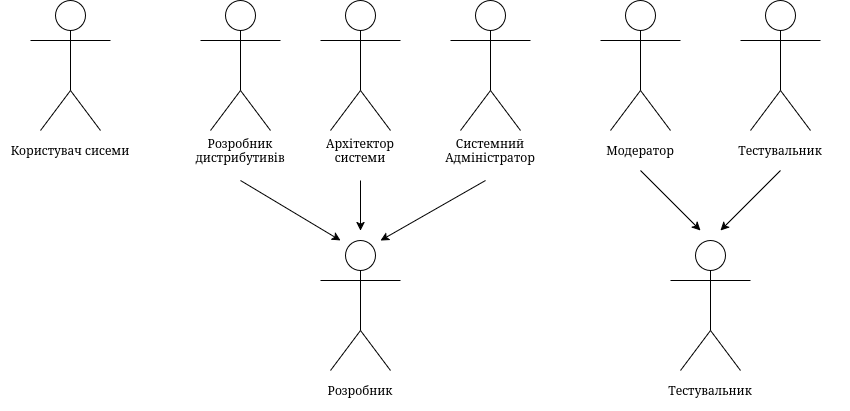 Користувач сисеми
Розробник
дистрибутивів
Архітектор
системи
Системний
Адміністратор
Модератор
Тестувальник
Розробник
Тестувальник